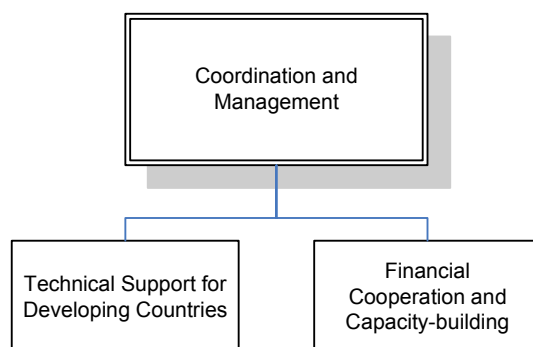 Coordination and
Management
Technical Support for
Developing Countries
Financial
Cooperation and
Capacity-building